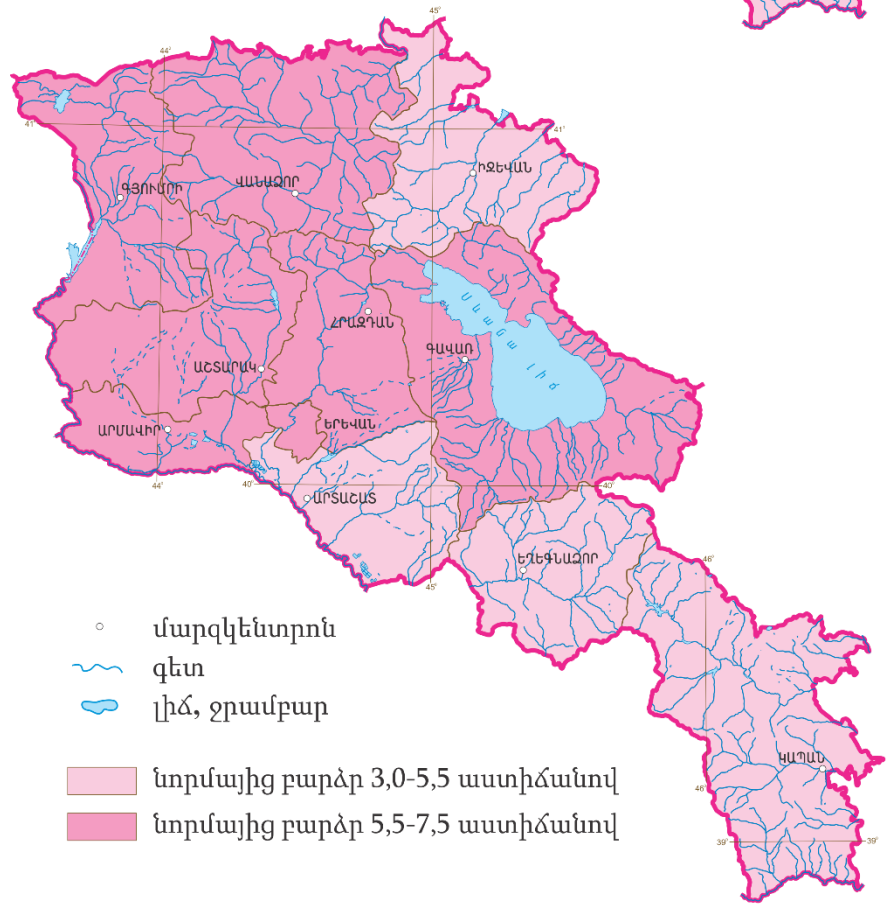 45°
44°
41°
41°
ԻՋԵՎԱՆ
ԳՅՈՒՄՐԻ
ՎԱՆԱՁՈՐ
Սևանա լիճ
ՀՐԱԶԴԱՆ
ԳԱՎԱՌ
ԱՇՏԱՐԱԿ
ԱՐՄԱՎԻՐ
ԵՐԵՎԱՆ
44°
40°
40°
ԱՐՏԱՇԱՏ
ԵՂԵԳՆԱՁՈՐ
46°
45°
մարզկենտրոն
գետ
լիճ, ջրամբար
ԿԱՊԱՆ
նորմայից բարձր 3,0-5,5 աստիճանով
46°
նորմայից բարձր 5,5-7,5 աստիճանով
39°
39°